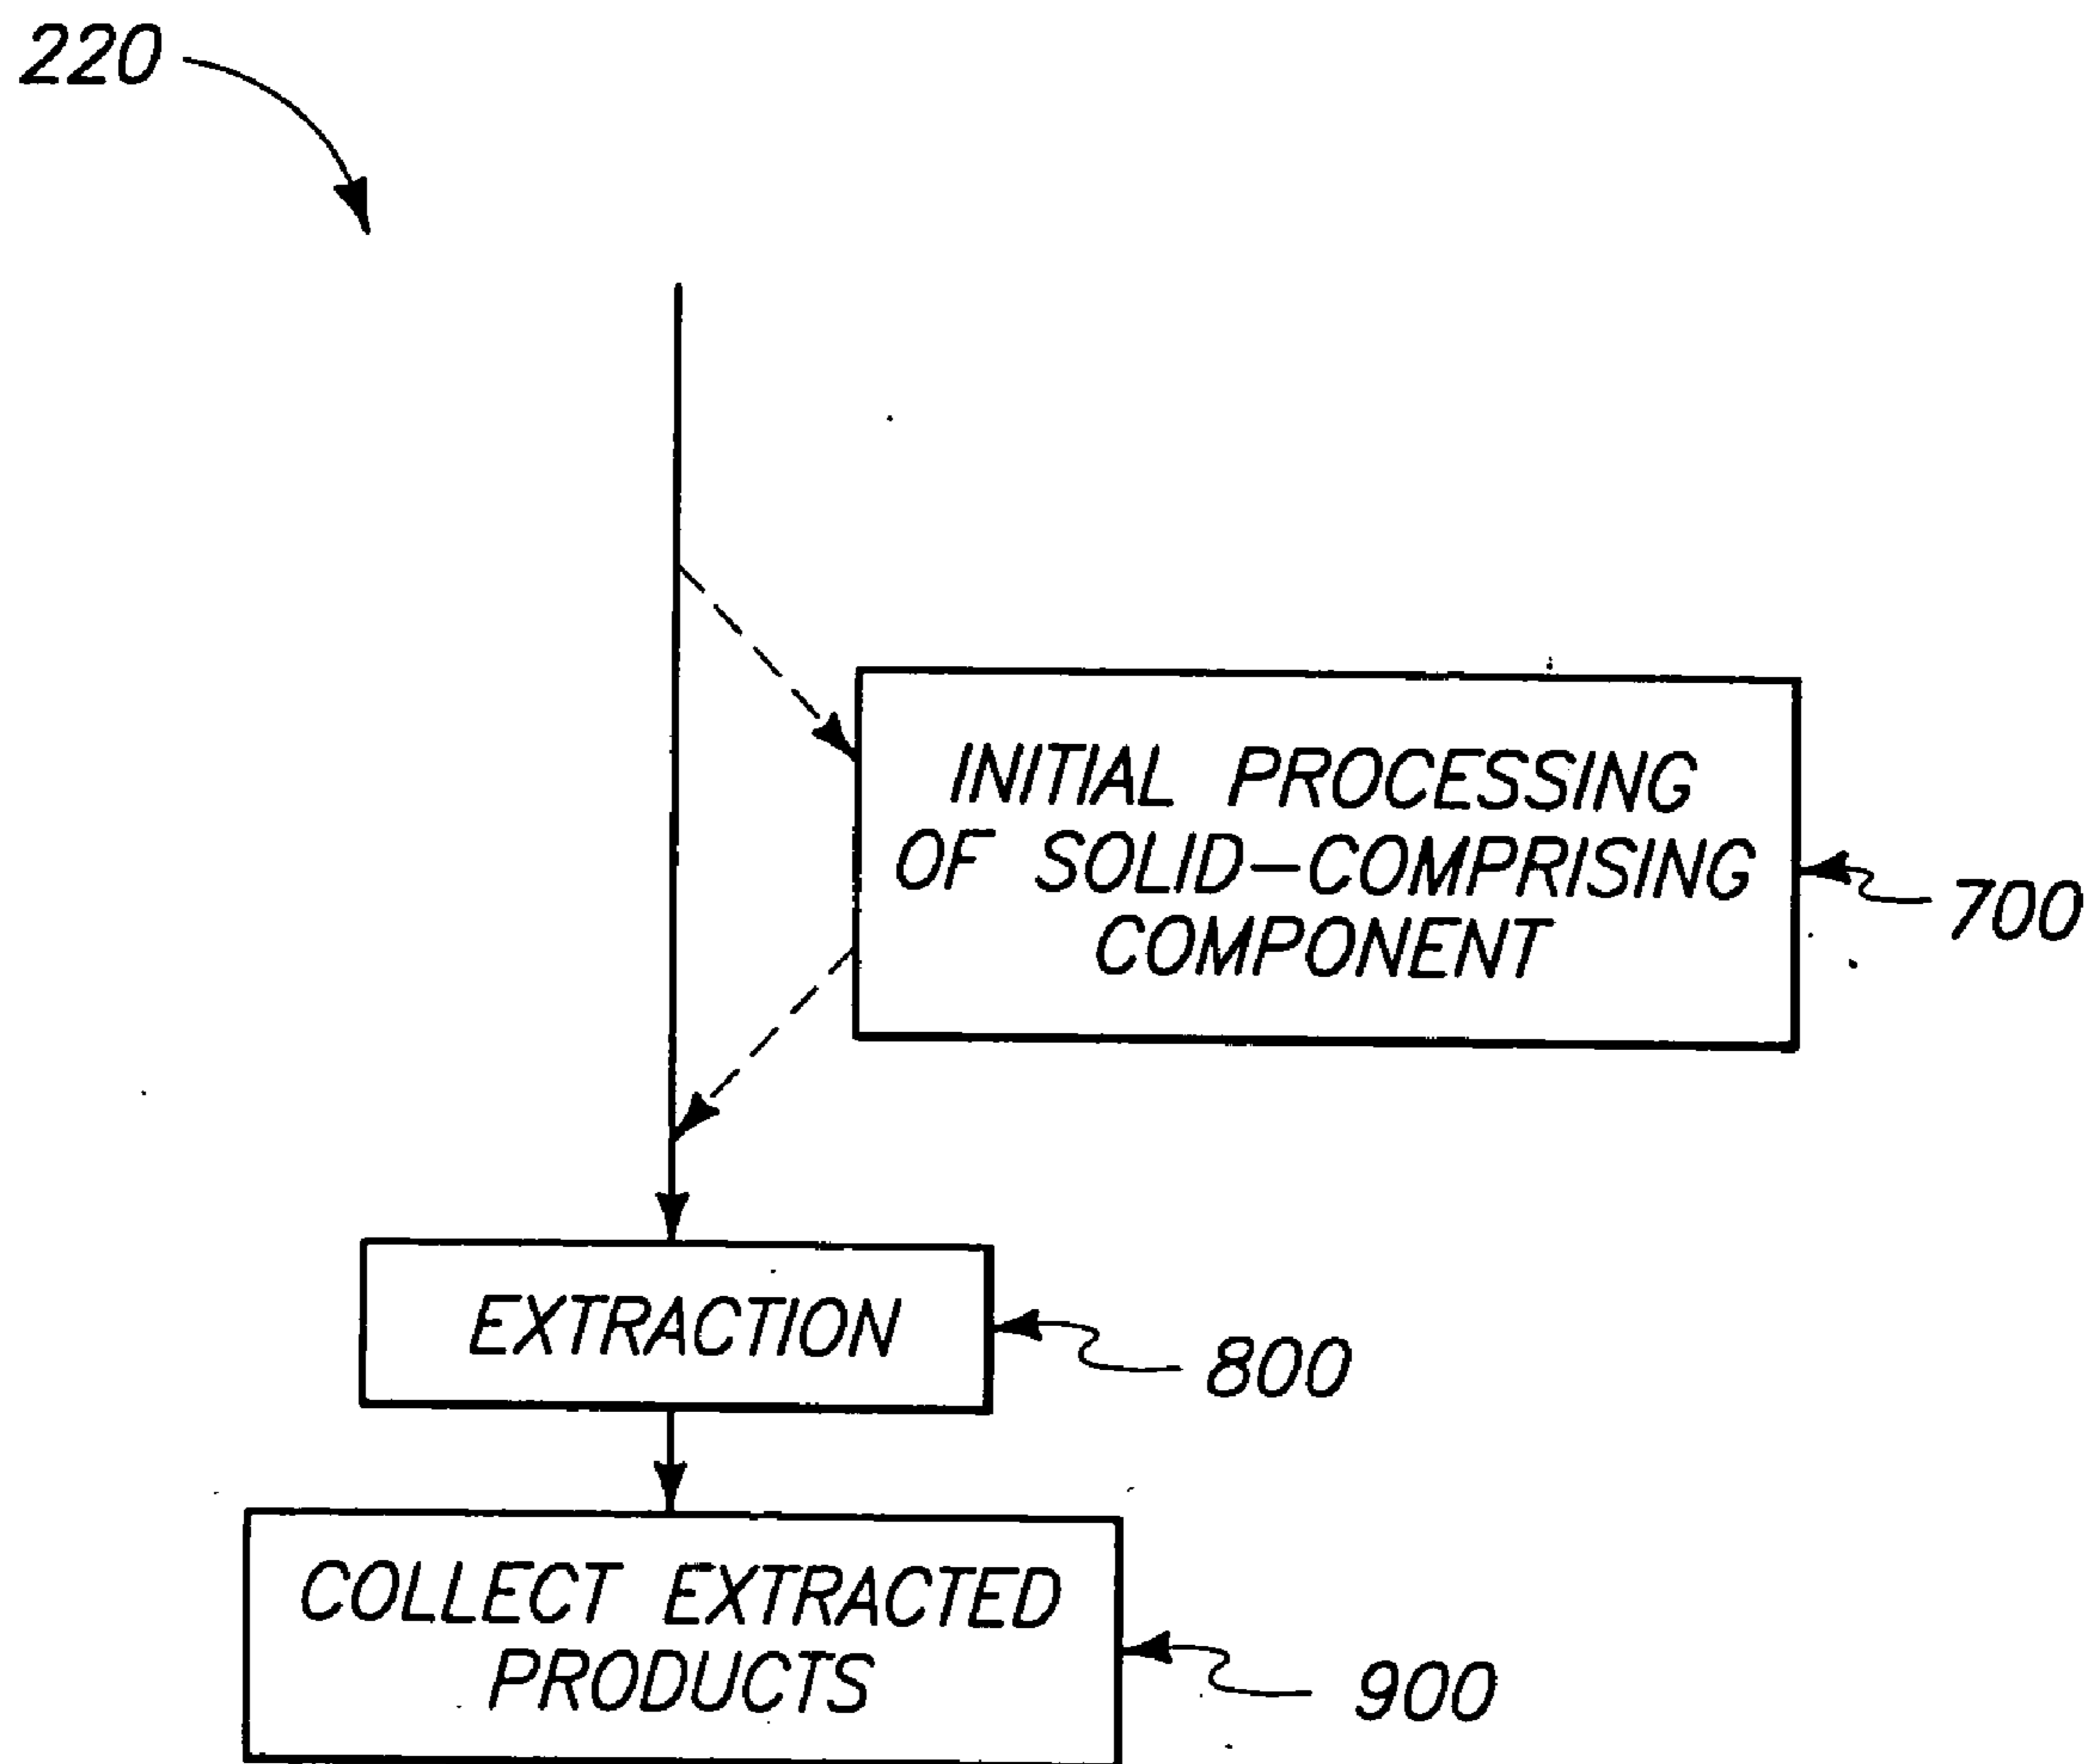 220
INITIAL PROCESSING
OF SOLID-COMPRISING
COMPONENT
700
EXTRACTION
800
COLLECT EXTRACTED
PRODUCTS
900